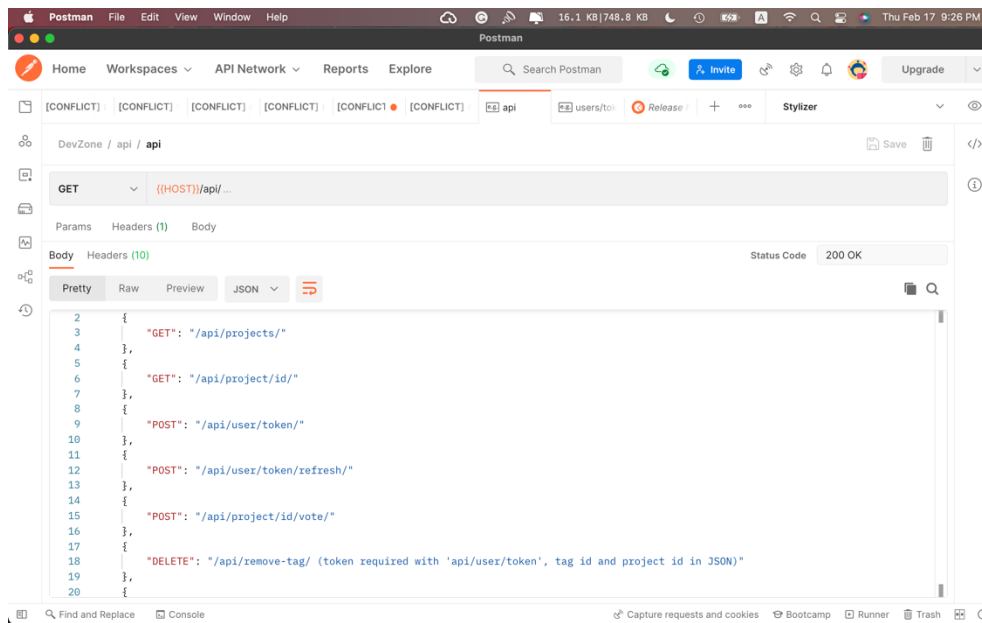 Postman File Edit View Window Help 16.1 KB|748.8 KB A Thu Feb 17 9:26 PM
Postman
Home Workspaces API Network Reports Explore Search Postman Invite Upgrade
[CONFLICT] [CONFLICT] [CONFLICT] [CONFLICT] [CONFLICT] [CONFLICT] e.g. api e.g. users/to Release Stylizer
DevZone / api / api Save
GET {{HOST}}/api/ ...
Params Headers (1) Body
Body Headers (10) Status Code 200 OK
Pretty Raw Preview JSON
2 {
3 "GET": "/api/projects/"
4 },
5 {
6 "GET": "/api/project/id/"
7 },
8 {
9 "POST": "/api/user/token/"
10 },
11 {
12 "POST": "/api/user/token/refresh/"
13 },
14 {
15 "POST": "/api/project/id/vote/"
16 },
17 {
18 "DELETE": "/api/remove-tag/ (token required with 'api/user/token', tag id and project id in JSON)"
19 },
20 {
Find and Replace Console Capture requests and cookies Bootcamp Runner Trash